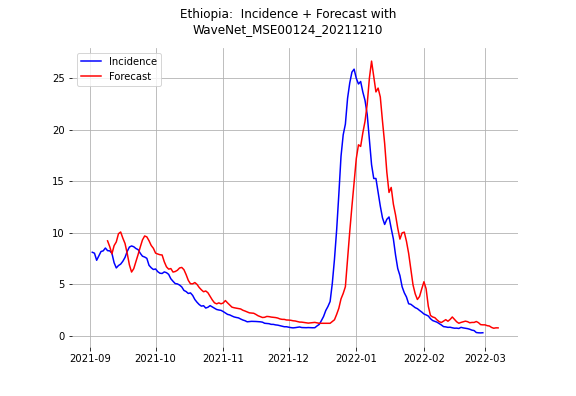 Ethiopia:  Incidence + Forecast with
WaveNet_MSE00124_20211210
Incidence
Forecast
25
20
15
10
5
0
2021-09 2021-10 2021-11 2021-12 2022-01 2022-02 2022-03